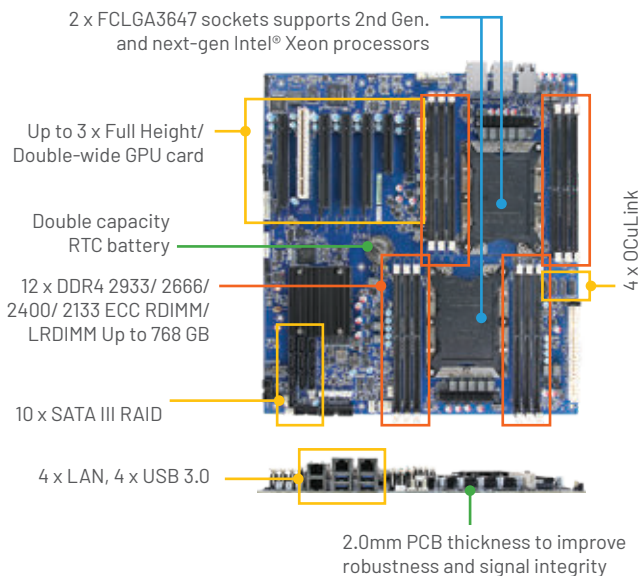 2 x FCLGA3647 sockets supports 2nd Gen.
and next-gen Intel® Xeon processors
Up to 3 x Full Height/
Double-wide GPU card
Double capacity
RTC battery
12 x DDR4 2933/ 2666/
2400/ 2133 ECC RDIMM/
LRDIMM Up to 768 GB
4 x OCuLink
10 x SATA III RAID
4 x LAN, 4 x USB 3.0
2.0mm PCB thickness to improve
robustness and signal integrity